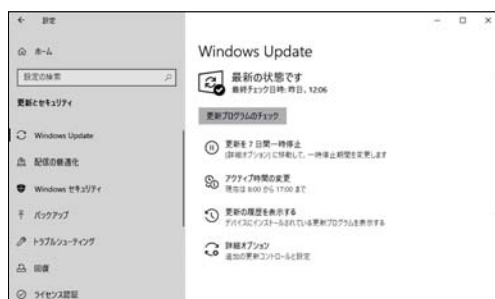 設定
ホーム
設定の検索
更新とセキュリティ
Windows Update
配信の最適化
Windows セキュリティ
バックアップ
トラブルシューティング
回復
ライセンス認証
Windows Update
最新の状態です
最終チェック日時: 昨日、12:06
更新プログラムのチェック
更新を 7 日間一時停止
[詳細オプション] に移動して、一時停止期間を変更します
アクティブ時間の変更
現在は 8:00 から 17:00 まで
更新の履歴を表示する
デバイスにインストールされている更新プログラムを表示する
詳細オプション
追加の更新コントロールと設定